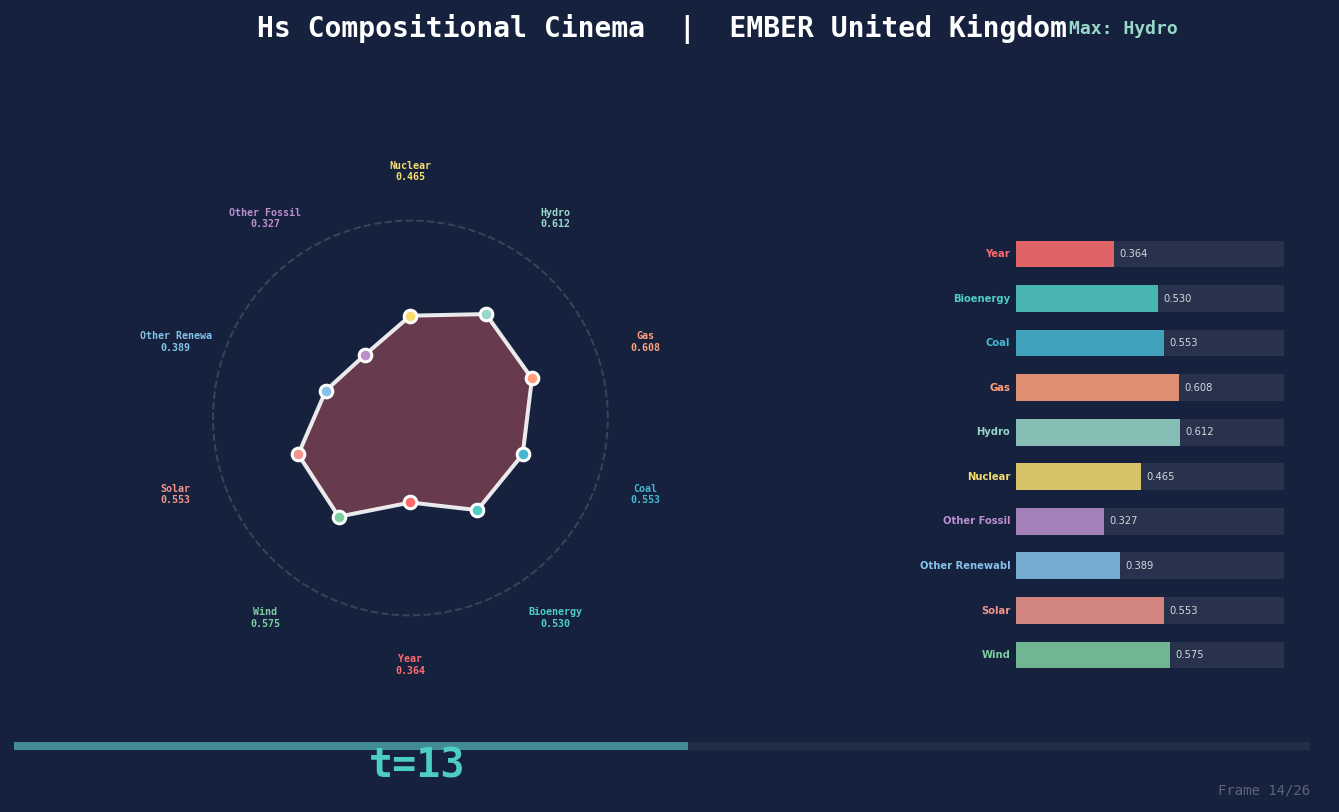 Hs Compositional Cinema | EMBER United Kingdom
Max: Hydro
Nuclear
0.465
Other Fossil
0.327
Hydro
0.612
Other Renewa
0.389
Gas
0.608
Solar
0.553
Coal
0.553
Wind
0.575
Bioenergy
0.530
Year
0.364
Year 0.364
Bioenergy 0.530
Coal 0.553
Gas 0.608
Hydro 0.612
Nuclear 0.465
Other Fossil 0.327
Other Renewabl 0.389
Solar 0.553
Wind 0.575
t=13
Frame 14/26